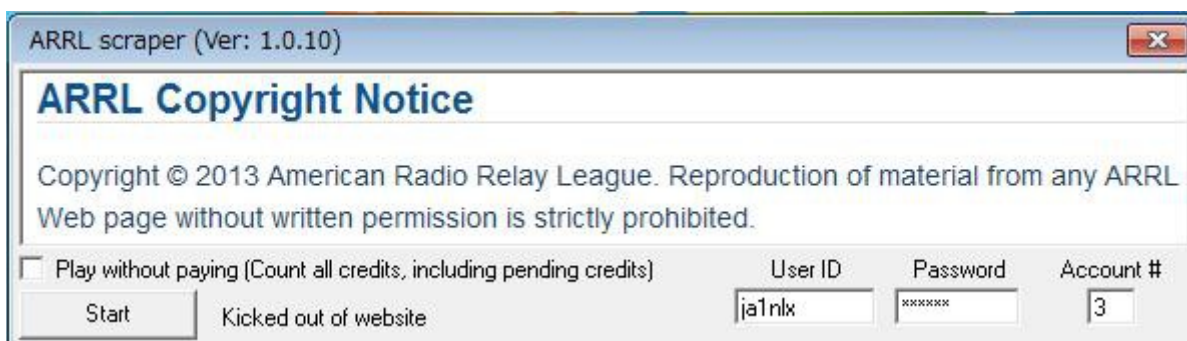 ARRL scraper (Ver: 1.0.10)
ARRL Copyright Notice
Copyright © 2013 American Radio Relay League. Reproduction of material from any ARRL
Web page without written permission is strictly prohibited.
Play without paying (Count all credits, including pending credits)
User ID Password Account #
Start Kicked out of website ja1nlx ****** 3